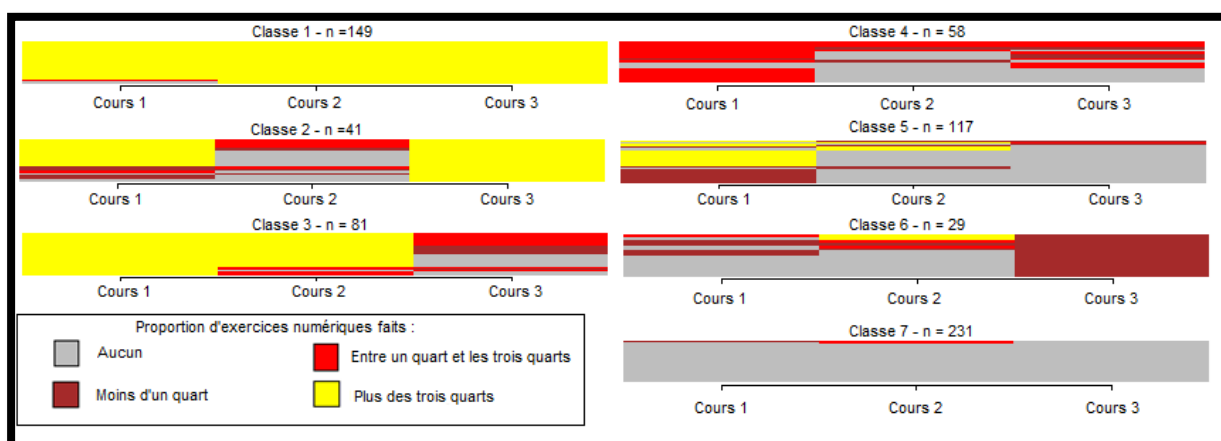 Classe 1 - n =149
Cours 1 Cours 2 Cours 3
Classe 2 - n =41
Cours 1 Cours 2 Cours 3
Classe 3 - n = 81
Cours 1 Cours 2 Cours 3
Proportion d'exercices numériques faits :
Aucun Entre un quart et les trois quarts
Moins d'un quart Plus des trois quarts
Classe 4 - n = 58
Cours 1 Cours 2 Cours 3
Classe 5 - n = 117
Cours 1 Cours 2 Cours 3
Classe 6 - n = 29
Cours 1 Cours 2 Cours 3
Classe 7 - n = 231
Cours 1 Cours 2 Cours 3